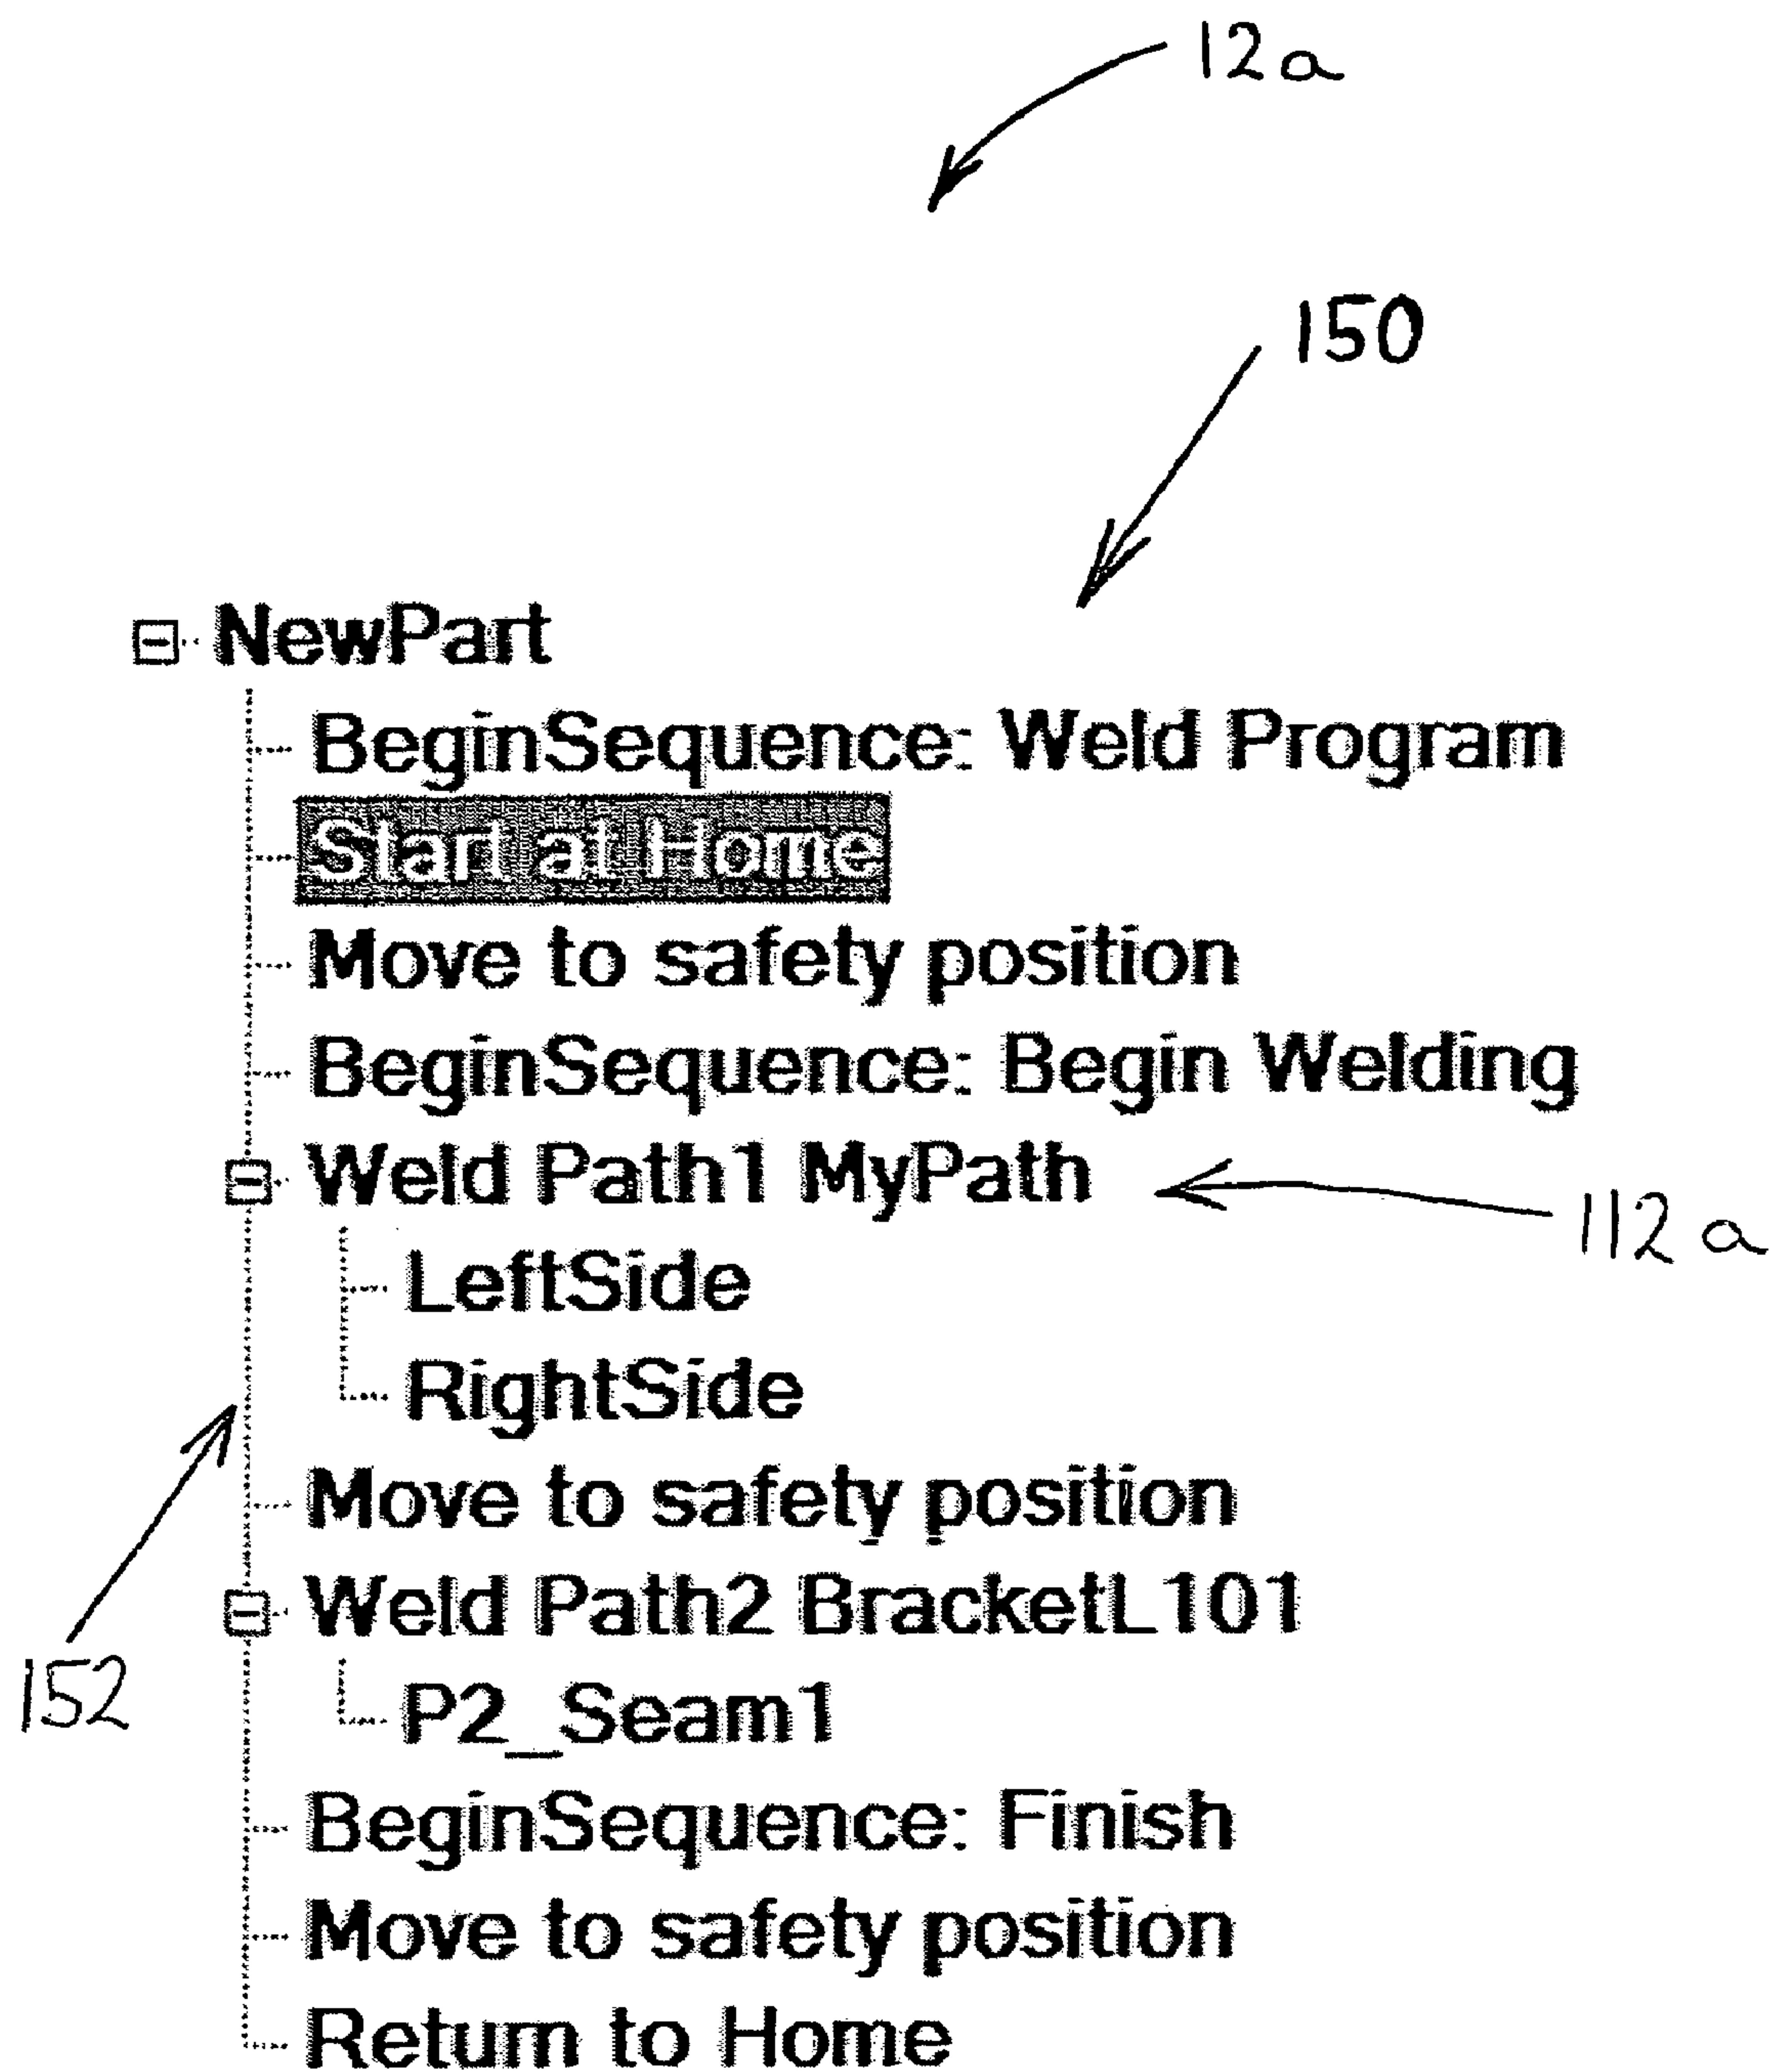 12a
150
NewPart
BeginSequence: Weld Program
Start at Home
Move to safety position
BeginSequence: Begin Welding
Weld Path1 MyPath
112a
LeftSide
RightSide
Move to safety position
Weld Path2 BracketL101
152
P2_Seam1
BeginSequence: Finish
Move to safety position
Return to Home